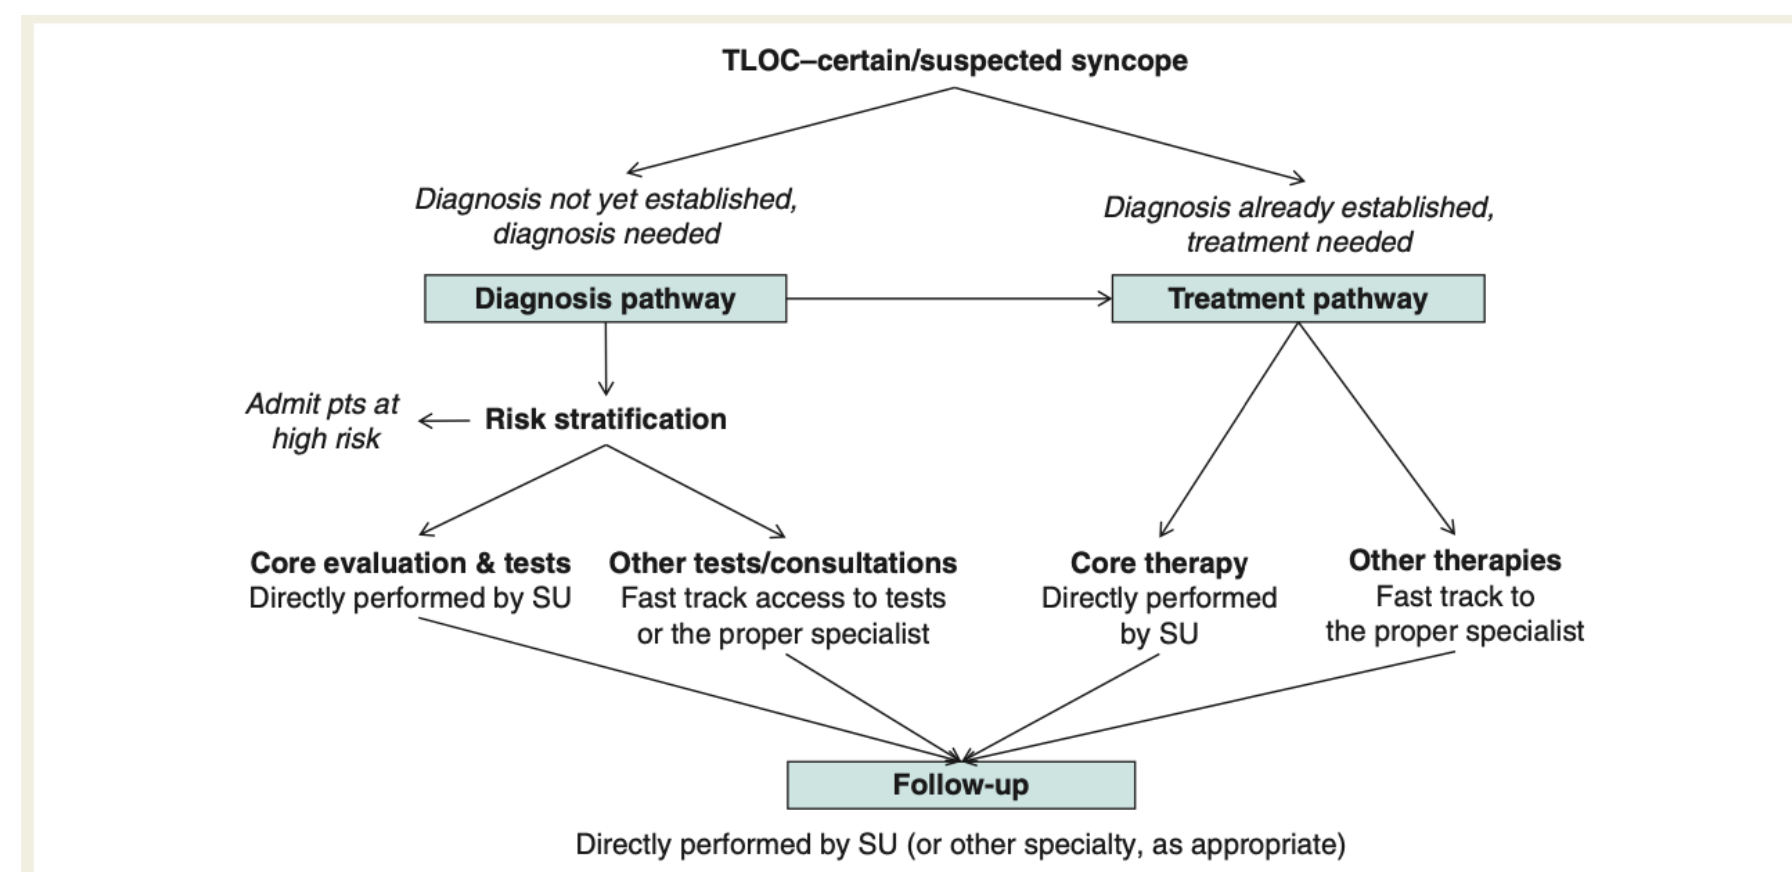 TLOC–certain/suspected syncope
Diagnosis not yet established,
diagnosis needed
Diagnosis already established,
treatment needed
Diagnosis pathway
Treatment pathway
Admit pts at
high risk
Risk stratification
Core evaluation & tests
Directly performed by SU
Other tests/consultations
Fast track access to tests
or the proper specialist
Core therapy
Directly performed
by SU
Other therapies
Fast track to
the proper specialist
Follow-up
Directly performed by SU (or other specialty, as appropriate)